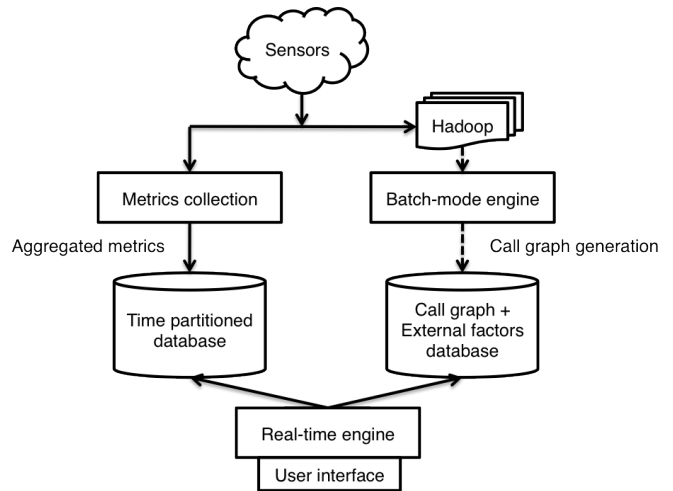 Sensors
Hadoop
Metrics collection
Batch-mode engine
Aggregated metrics
Call graph generation
Time partitioned
database
Call graph +
External factors
database
Real-time engine
User interface